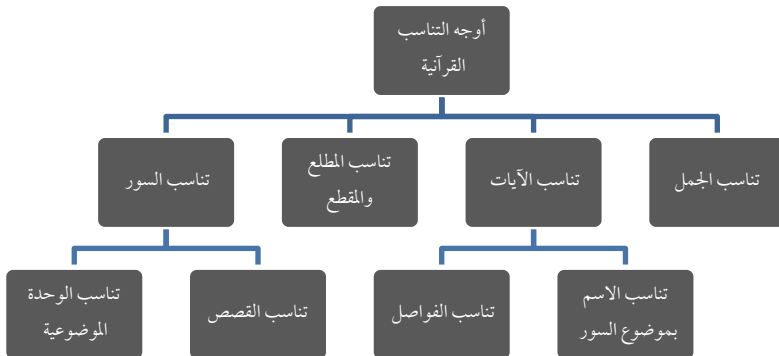 أوجه التناسب
القرآنية
تناسب الجمل
تناسب الآيات
تناسب المطلع
والمقطع
تناسب السور
تناسب الاسم
بموضوع السور
تناسب الفواصل
تناسب القصص
تناسب الوحدة
الموضوعية